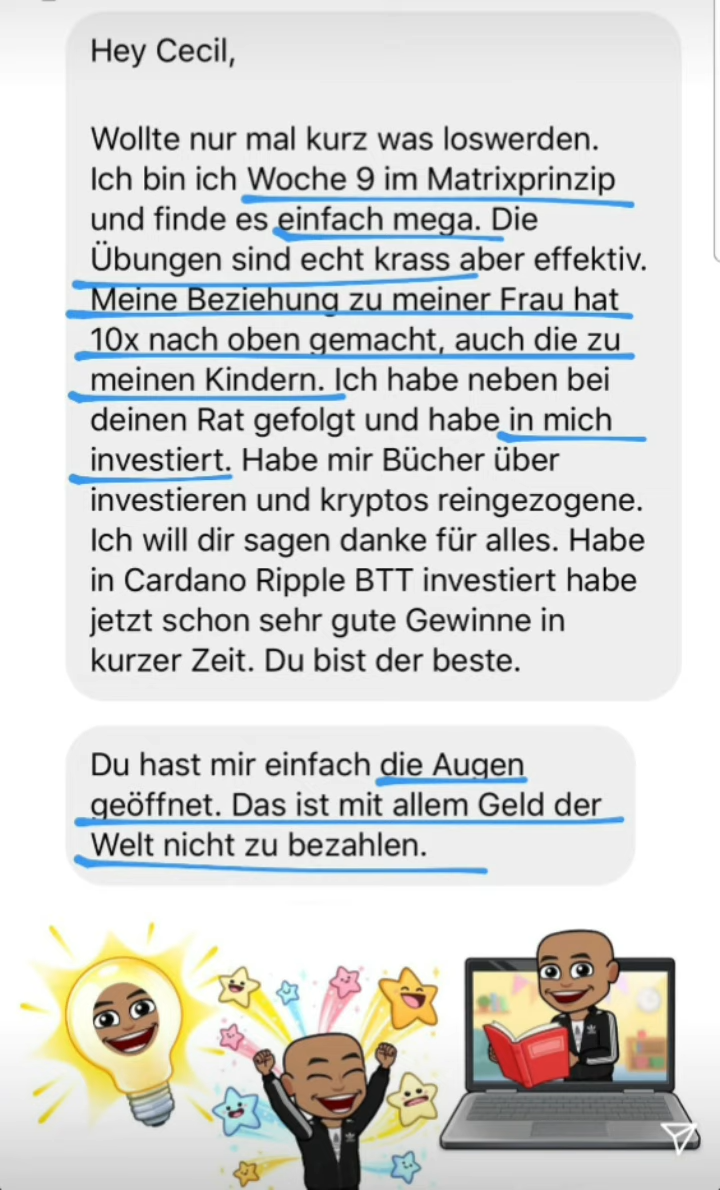 Hey Cecil,
Wollte nur mal kurz was loswerden.
Ich bin ich Woche 9 im Matrixprinzip
und finde es einfach mega. Die
Übungen sind echt krass aber effektiv.
Meine Beziehung zu meiner Frau hat
10x nach oben gemacht, auch die zu
meinen Kindern. Ich habe neben bei
deinen Rat gefolgt und habe in mich
investiert. Habe mir Bücher über
investieren und kryptos reingezogene.
Ich will dir sagen danke für alles. Habe
in Cardano Ripple BTT investiert habe
jetzt schon sehr gute Gewinne in
kurzer Zeit. Du bist der beste.
Du hast mir einfach die Augen
geöffnet. Das ist mit allem Geld der
Welt nicht zu bezahlen.